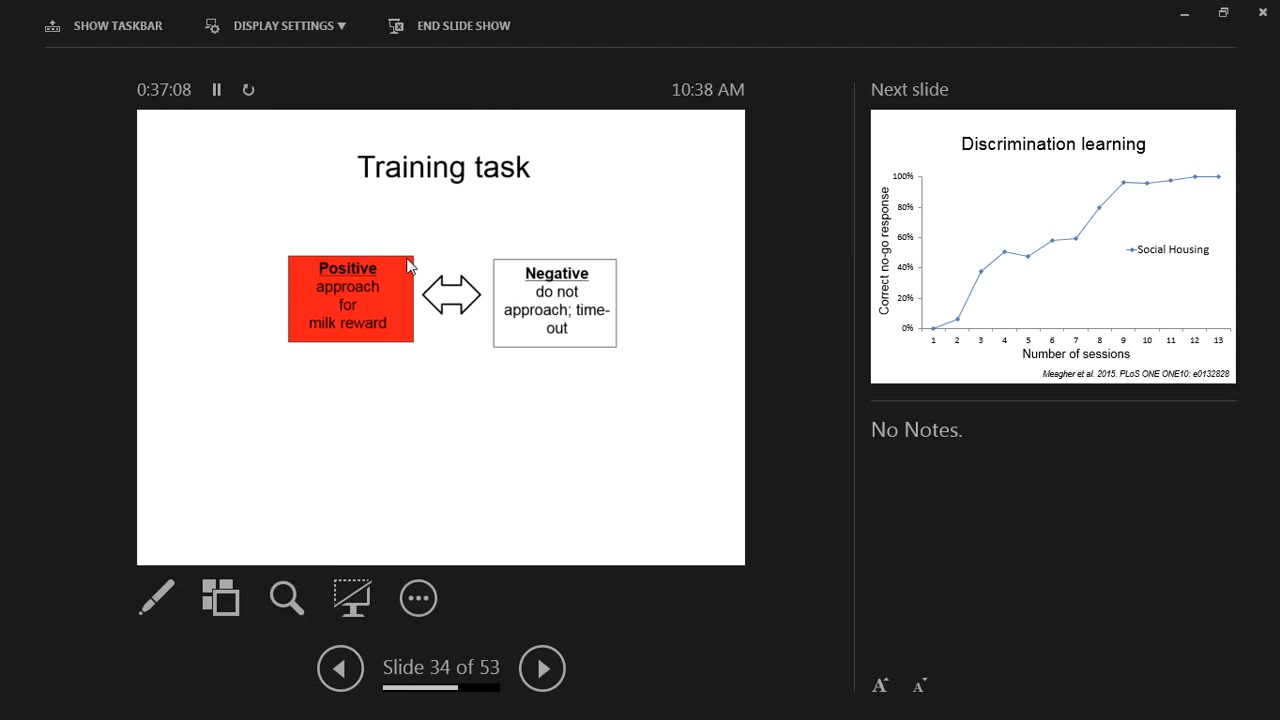 SHOW TASKBAR
DISPLAY SETTINGS ▼
END SLIDE SHOW
0:37:08
10:38 AM
Training task
Positive
approach
for
milk reward
Negative
do not
approach; time-
out
Slide 34 of 53
Next slide
Discrimination learning
Correct no-go response
100%
80%
60%
40%
20%
0%
Social Housing
1 2 3 4 5 6 7 8 9 10 11 12 13
Number of sessions
Meagher et al. 2015. PLoS ONE ONE10: e0132828
No Notes.
A A